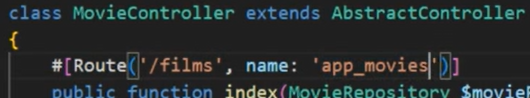 class MovieController extends AbstractController
{
#[Route('/films', name: 'app_movies')]
public function index(MovieRepository $movie